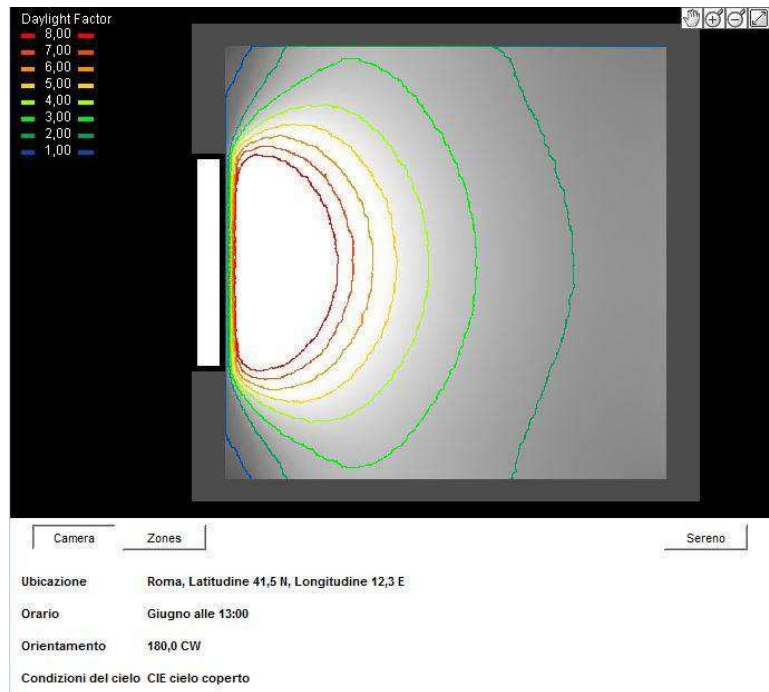 Daylight Factor
8,00
7,00
6,00
5,00
4,00
3,00
2,00
1,00
Camera Zones Sereno
Ubicazione Roma, Latitudine 41,5 N, Longitudine 12,3 E
Orario Giugno alle 13:00
Orientamento 180,0 CW
Condizioni del cielo CIE cielo coperto